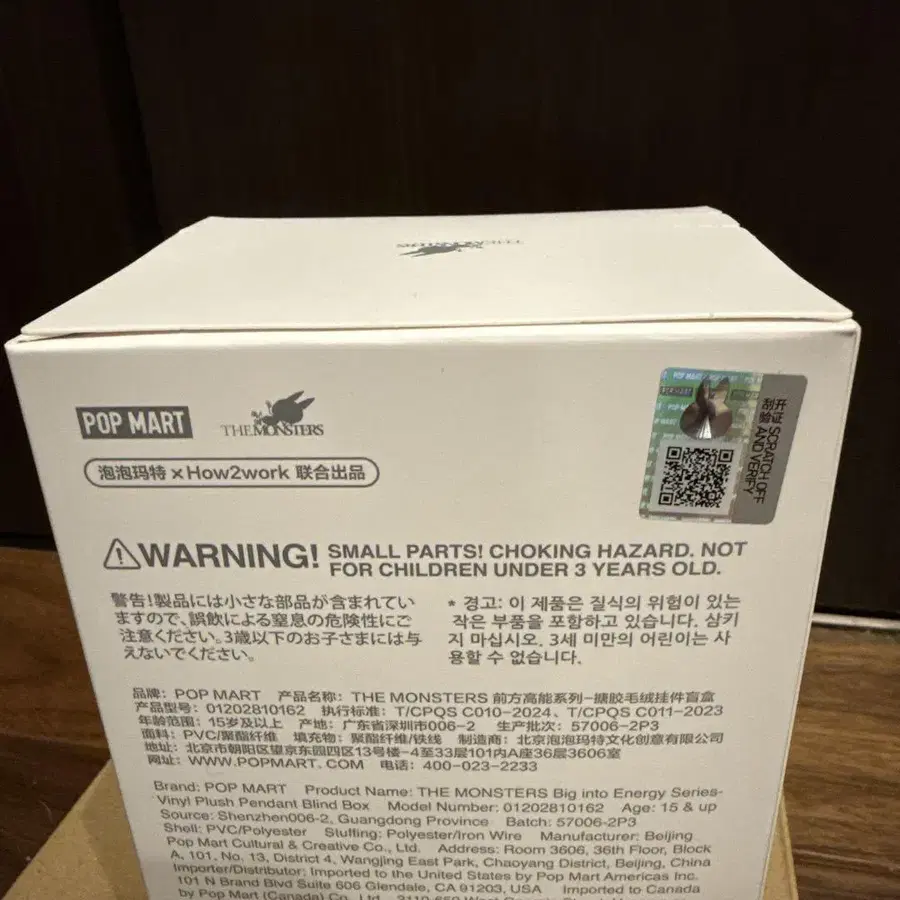 THE MONSTERS
POP MART
THE MONSTERS
泡泡玛特 × How2work 联合出品
POP MART
开证 SCRATCH OFF
刮验 AND VERIFY
WARNING! SMALL PARTS! CHOKING HAZARD. NOT
FOR CHILDREN UNDER 3 YEARS OLD.
警告!製品には小さな部品が含まれてい
ますので、誤飲による窒息の危険性にご
注意ください。3歳以下のお子さまには与
えないでください。
* 경고: 이 제품은 질식의 위험이 있는
작은 부품을 포함하고 있습니다. 삼키
지 마십시오. 3세 미만의 어린이는 사
용할 수 없습니다.
品牌: POP MART 产品名称: THE MONSTERS 前方高能系列-搪胶毛绒挂件盲盒
产品型号: 01202810162 执行标准: T/CPQS C010-2024、T/CPQS C011-2023
年龄范围: 15岁及以上 产地: 广东省深圳市006-2 生产批次: 57006-2P3
面料: PVC/聚酯纤维 填充物: 聚酯纤维/铁线 制造商: 北京泡泡玛特文化创意有限公司
地址: 北京市朝阳区望京东园四区13号楼-4至33层101内A座36层3606室
网址: WWW.POPMART.COM 电话: 400-023-2233
Brand: POP MART Product Name: THE MONSTERS Big into Energy Series-
Vinyl Plush Pendant Blind Box Model Number: 01202810162 Age: 15 & up
Source: Shenzhen006-2, Guangdong Province Batch: 57006-2P3
Shell: PVC/Polyester Stuffing: Polyester/Iron Wire Manufacturer: Beijing
Pop Mart Cultural & Creative Co., Ltd. Address: Room 3606, 36th Floor, Block
A, 101, No. 13, District 4, Wangjing East Park, Chaoyang District, Beijing, China
Importer/Distributor: Imported to the United States by Pop Mart Americas Inc.
101 N Brand Blvd Suite 606 Glendale, CA 91203, USA Imported to Canada
by Pop Mart (Canada) Co., Ltd.